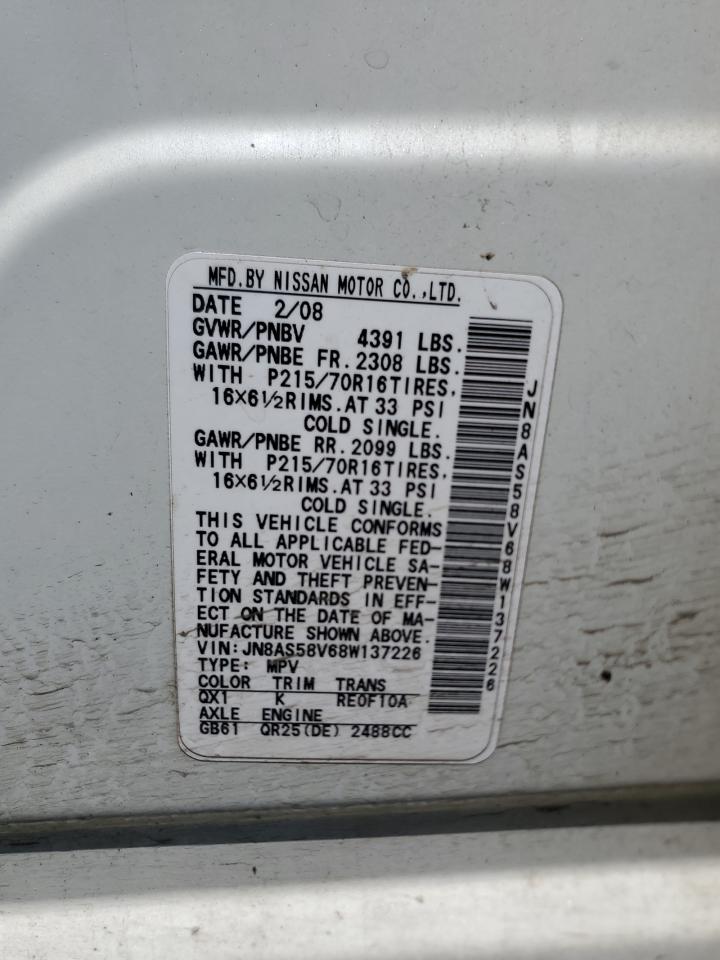 MFD.BY NISSAN MOTOR CO.,LTD.
DATE 2/08
GVWR/PNBV 4391 LBS.
GAWR/PNBE FR.2308 LBS.
WITH P215/70R16TIRES,
16×6½RIMS.AT 33 PSI
COLD SINGLE.
GAWR/PNBE RR.2099 LBS.
WITH P215/70R16TIRES,
16×6½RIMS.AT 33 PSI
COLD SINGLE.
THIS VEHICLE CONFORMS
TO ALL APPLICABLE FED-
ERAL MOTOR VEHICLE SA-
FETY AND THEFT PREVEN-
TION STANDARDS IN EFF-
ECT ON THE DATE OF MA-
NUFACTURE SHOWN ABOVE.
VIN:JN8AS58V68W137226
TYPE: MPV
COLOR TRIM TRANS
QX1 K RE0F10A
AXLE ENGINE
GB61 QR25(DE) 2488CC
JN8AS58V68W137226